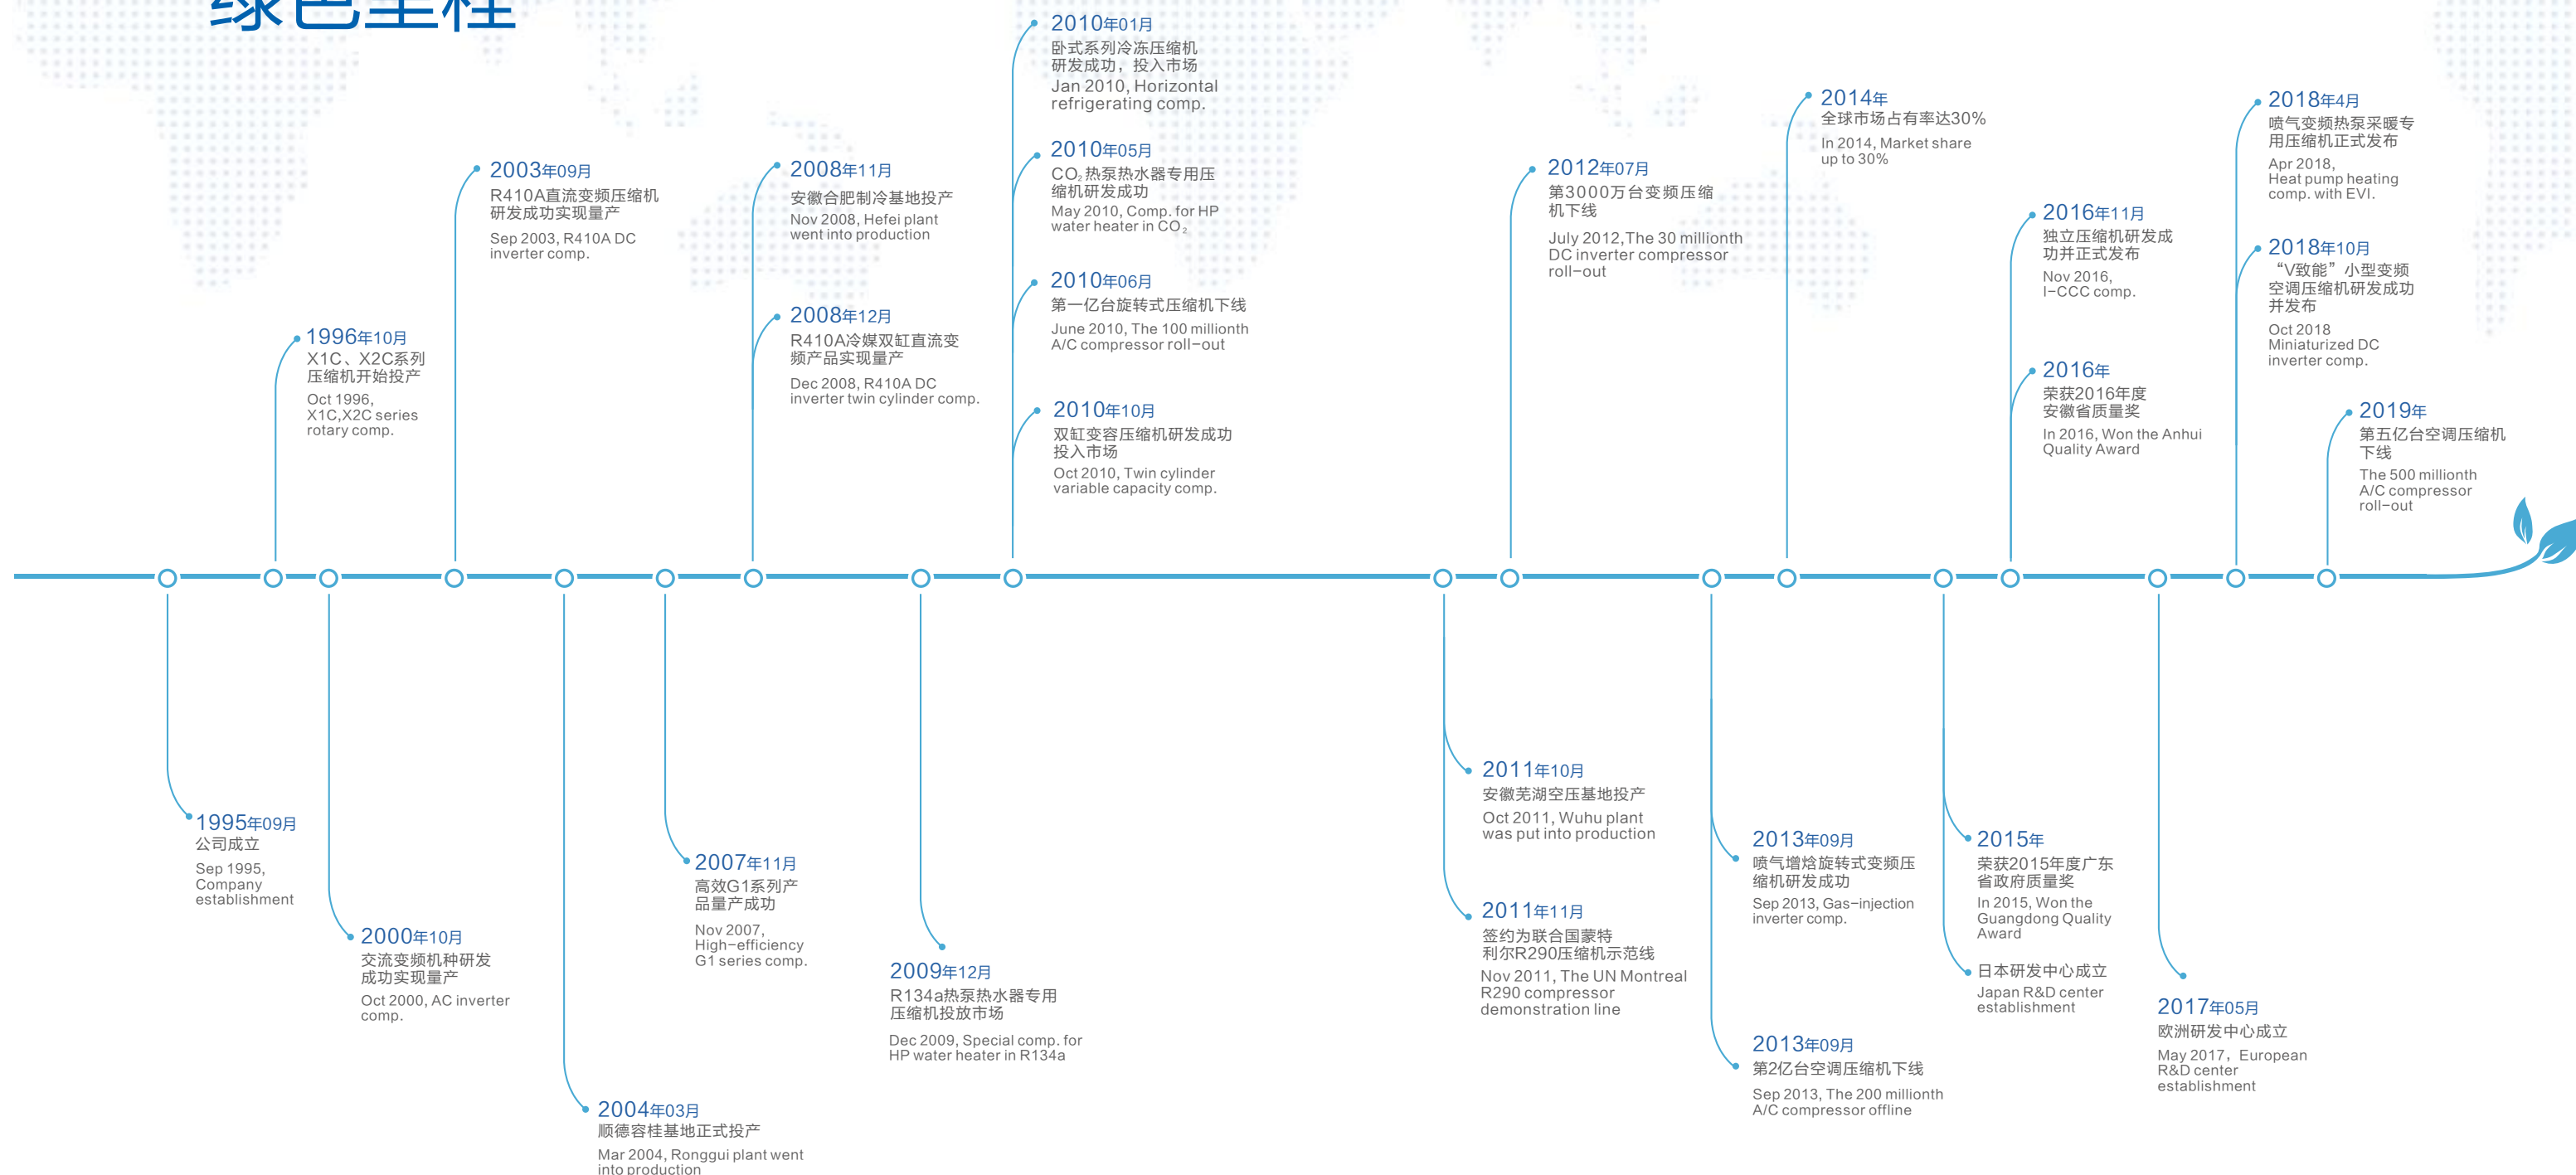 绿色里程
1995年09月
公司成立
Sep 1995,
Company
establishment
1996年10月
X1C、X2C系列
压缩机开始投产
Oct 1996,
X1C,X2C series
rotary comp.
2000年10月
交流变频机种研发
成功实现量产
Oct 2000, AC inverter
comp.
2003年09月
R410A直流变频压缩机
研发成功实现量产
Sep 2003, R410A DC
inverter comp.
2004年03月
顺德容桂基地正式投产
Mar 2004, Ronggui plant went
into production
2007年11月
高效G1系列产
品量产成功
Nov 2007,
High-efficiency
G1 series comp.
2008年11月
安徽合肥制冷基地投产
Nov 2008, Hefei plant
went into production
2008年12月
R410A冷媒双缸直流变
频产品实现量产
Dec 2008, R410A DC
inverter twin cylinder comp.
2009年12月
R134a热泵热水器专用
压缩机投放市场
Dec 2009, Special comp. for
HP water heater in R134a
2010年01月
卧式系列冷冻压缩机
研发成功，投入市场
Jan 2010, Horizontal
refrigerating comp.
2010年05月
CO₂热泵热水器专用压
缩机研发成功
May 2010, Comp. for HP
water heater in CO₂
2010年06月
第一亿台旋转式压缩机下线
June 2010, The 100 millionth
A/C compressor roll-out
2010年10月
双缸变容压缩机研发成功
投入市场
Oct 2010, Twin cylinder
variable capacity comp.
2011年10月
安徽芜湖空压基地投产
Oct 2011, Wuhu plant
was put into production
2011年11月
签约为联合国蒙特
利尔R290压缩机示范线
Nov 2011, The UN Montreal
R290 compressor
demonstration line
2012年07月
第3000万台变频压缩
机下线
July 2012,The 30 millionth
DC inverter compressor
roll-out
2013年09月
喷气增焓旋转式变频压
缩机研发成功
Sep 2013, Gas-injection
inverter comp.
2013年09月
第2亿台空调压缩机下线
Sep 2013, The 200 millionth
A/C compressor offline
2014年
全球市场占有率达30%
In 2014, Market share
up to 30%
2015年
荣获2015年度广东
省政府质量奖
In 2015, Won the
Guangdong Quality
Award
日本研发中心成立
Japan R&D center
establishment
2016年11月
独立压缩机研发成
功并正式发布
Nov 2016,
I-CCC comp.
2016年
荣获2016年度
安徽省质量奖
In 2016, Won the Anhui
Quality Award
2017年05月
欧洲研发中心成立
May 2017，European
R&D center
establishment
2018年4月
喷气变频热泵采暖专
用压缩机正式发布
Apr 2018,
Heat pump heating
comp. with EVI.
2018年10月
“V致能”小型变频
空调压缩机研发成功
并发布
Oct 2018
Miniaturized DC
inverter comp.
2019年
第五亿台空调压缩机
下线
The 500 millionth
A/C compressor
roll-out